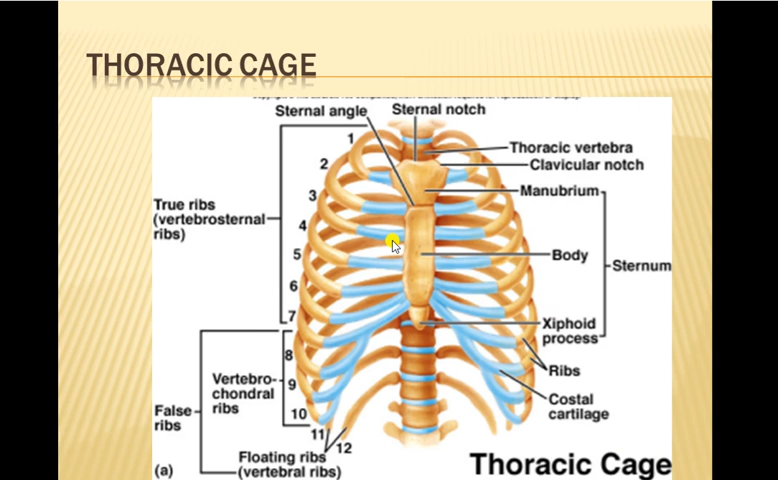 THORACIC CAGE
Sternal angle
Sternal notch
1
2
3
4
5
6
7
8
9
10
11
12
Thoracic vertebra
Clavicular notch
Manubrium
Body
Sternum
Xiphoid
process
Ribs
Costal
cartilage
True ribs
(vertebrosternal
ribs)
Vertebro-
chondral
ribs
False
ribs
Floating ribs
(vertebral ribs)
(a)
Thoracic Cage